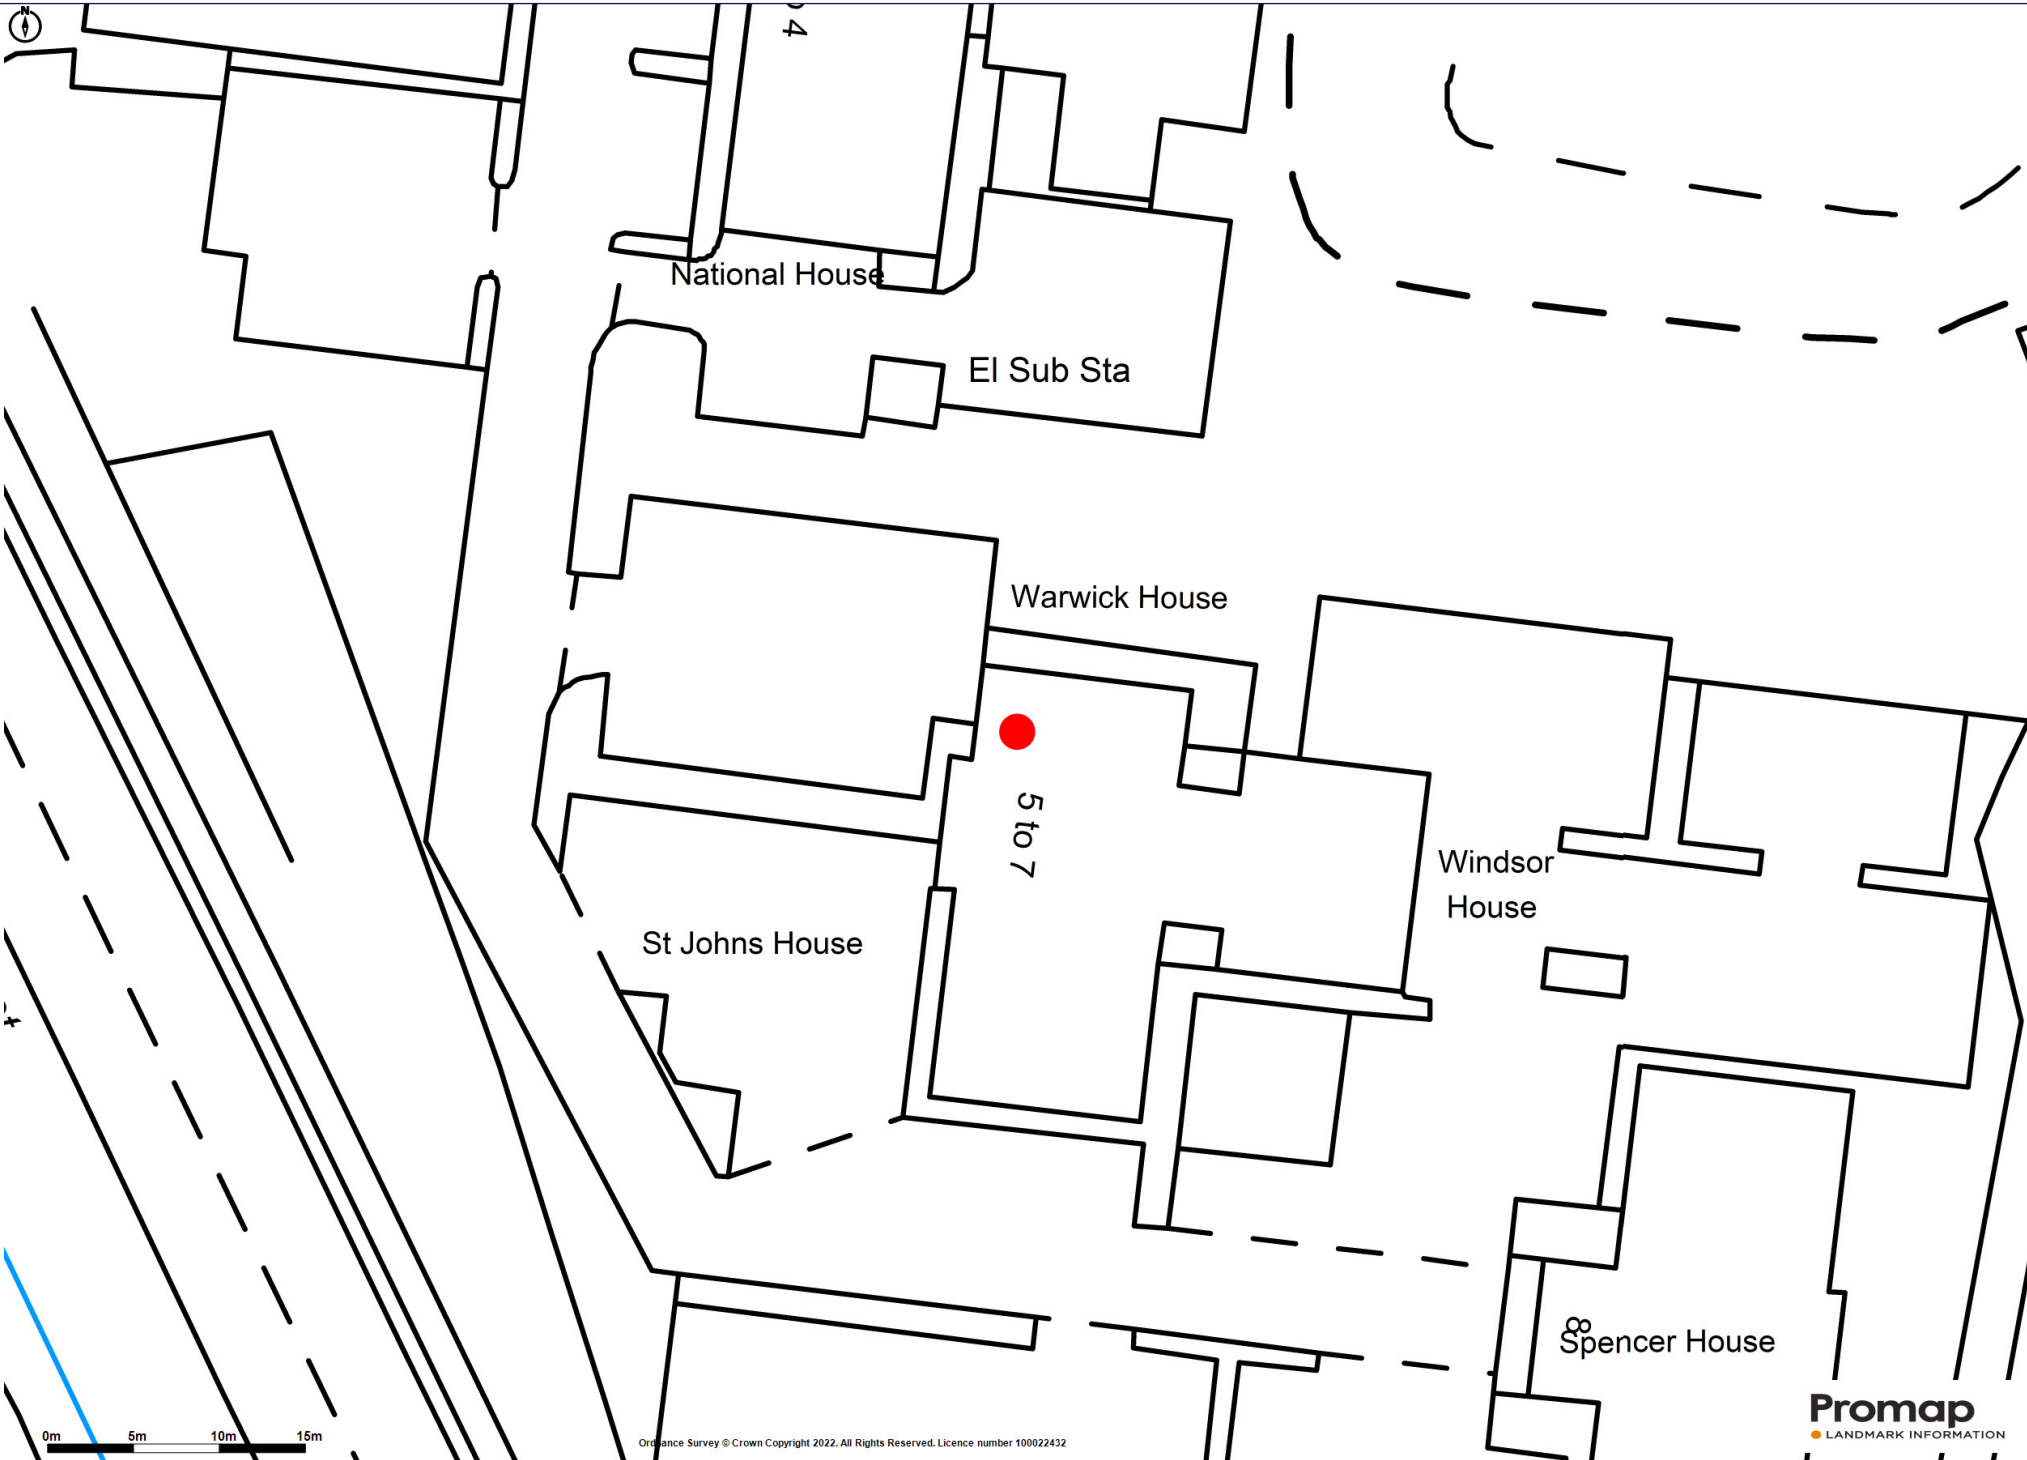 N
National House
El Sub Sta
Warwick House
5 to 7
Windsor
House
St Johns House
8
Spencer House
Promap
LANDMARK INFORMATION
0m 5m 10m 15m
Ordnance Survey © Crown Copyright 2022. All Rights Reserved. Licence number 100022432